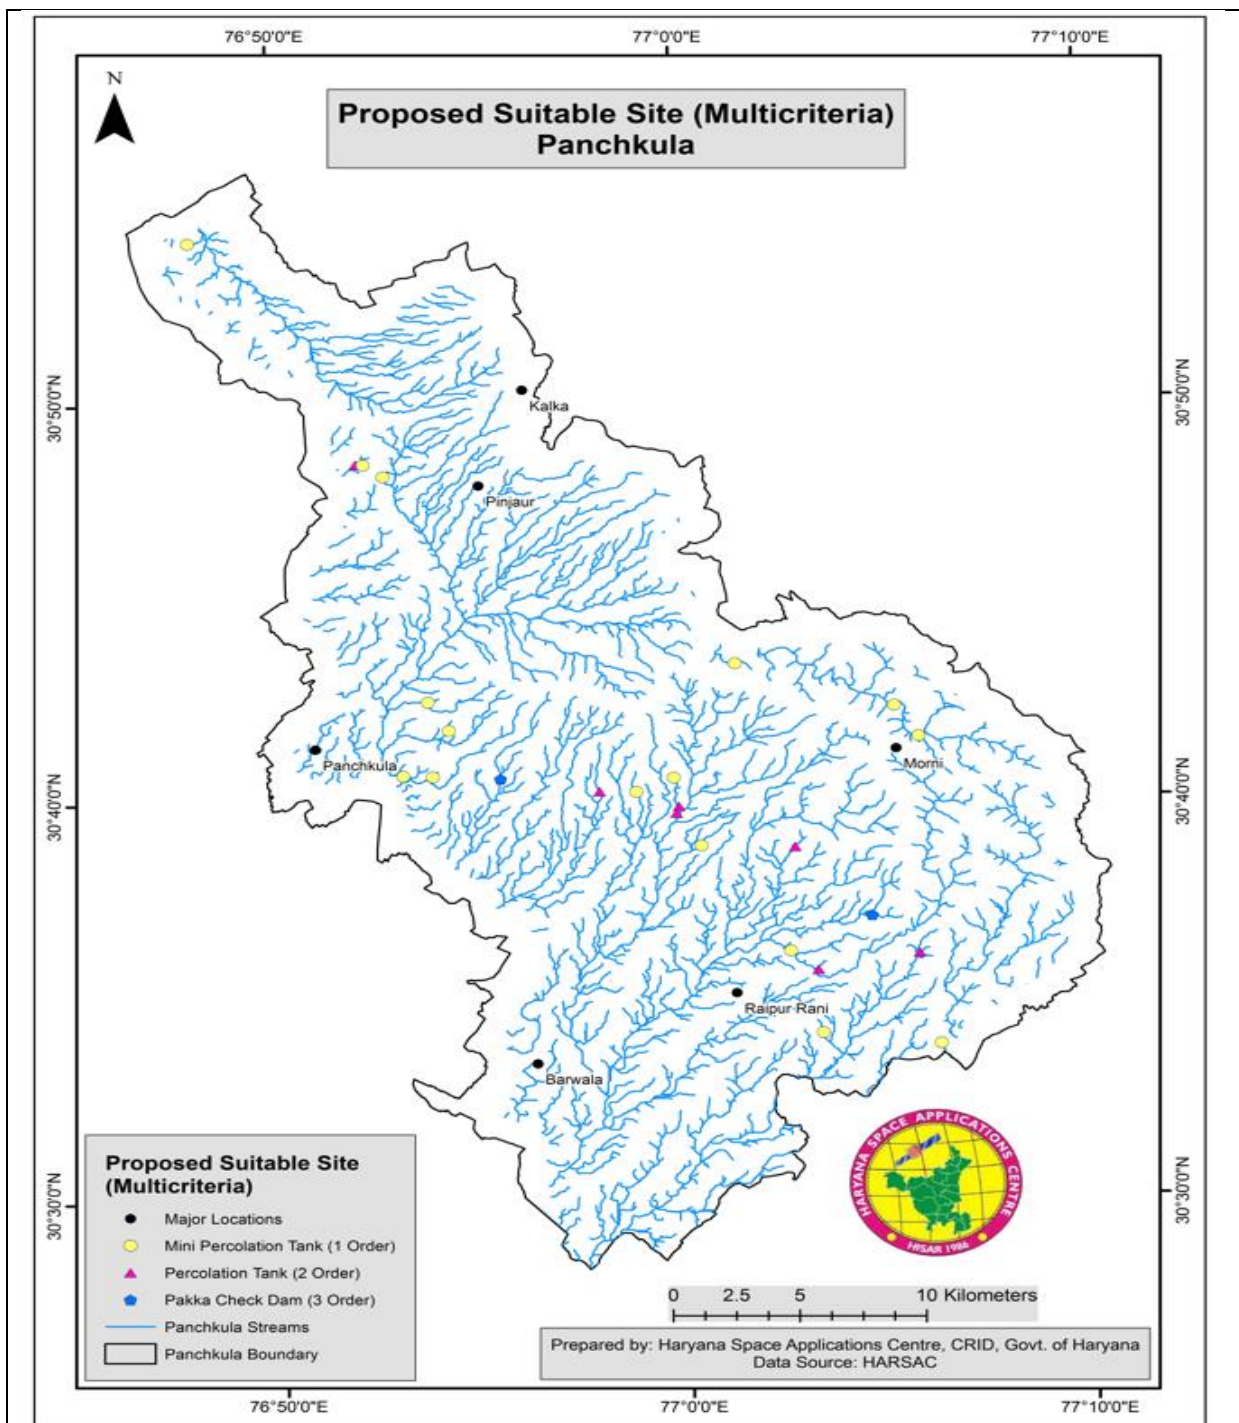 76°50'0"E
77°0'0"E
77°10'0"E
N
Proposed Suitable Site (Multicriteria)
Panchkula
30°50'0"N
30°50'0"N
Kalka
Pinjaur
Panchkula
Morni
30°40'0"N
30°40'0"N
Raipur Rani
Barwala
HARYANA SPACE APPLICATIONS CENTRE
HISAR 1986
30°30'0"N
30°30'0"N
Proposed Suitable Site
(Multicriteria)
Major Locations
Mini Percolation Tank (1 Order)
Percolation Tank (2 Order)
Pakka Check Dam (3 Order)
Panchkula Streams
Panchkula Boundary
0 2.5 5 10 Kilometers
Prepared by: Haryana Space Applications Centre, CRID, Govt. of Haryana
Data Source: HARSAC
76°50'0"E
77°0'0"E
77°10'0"E